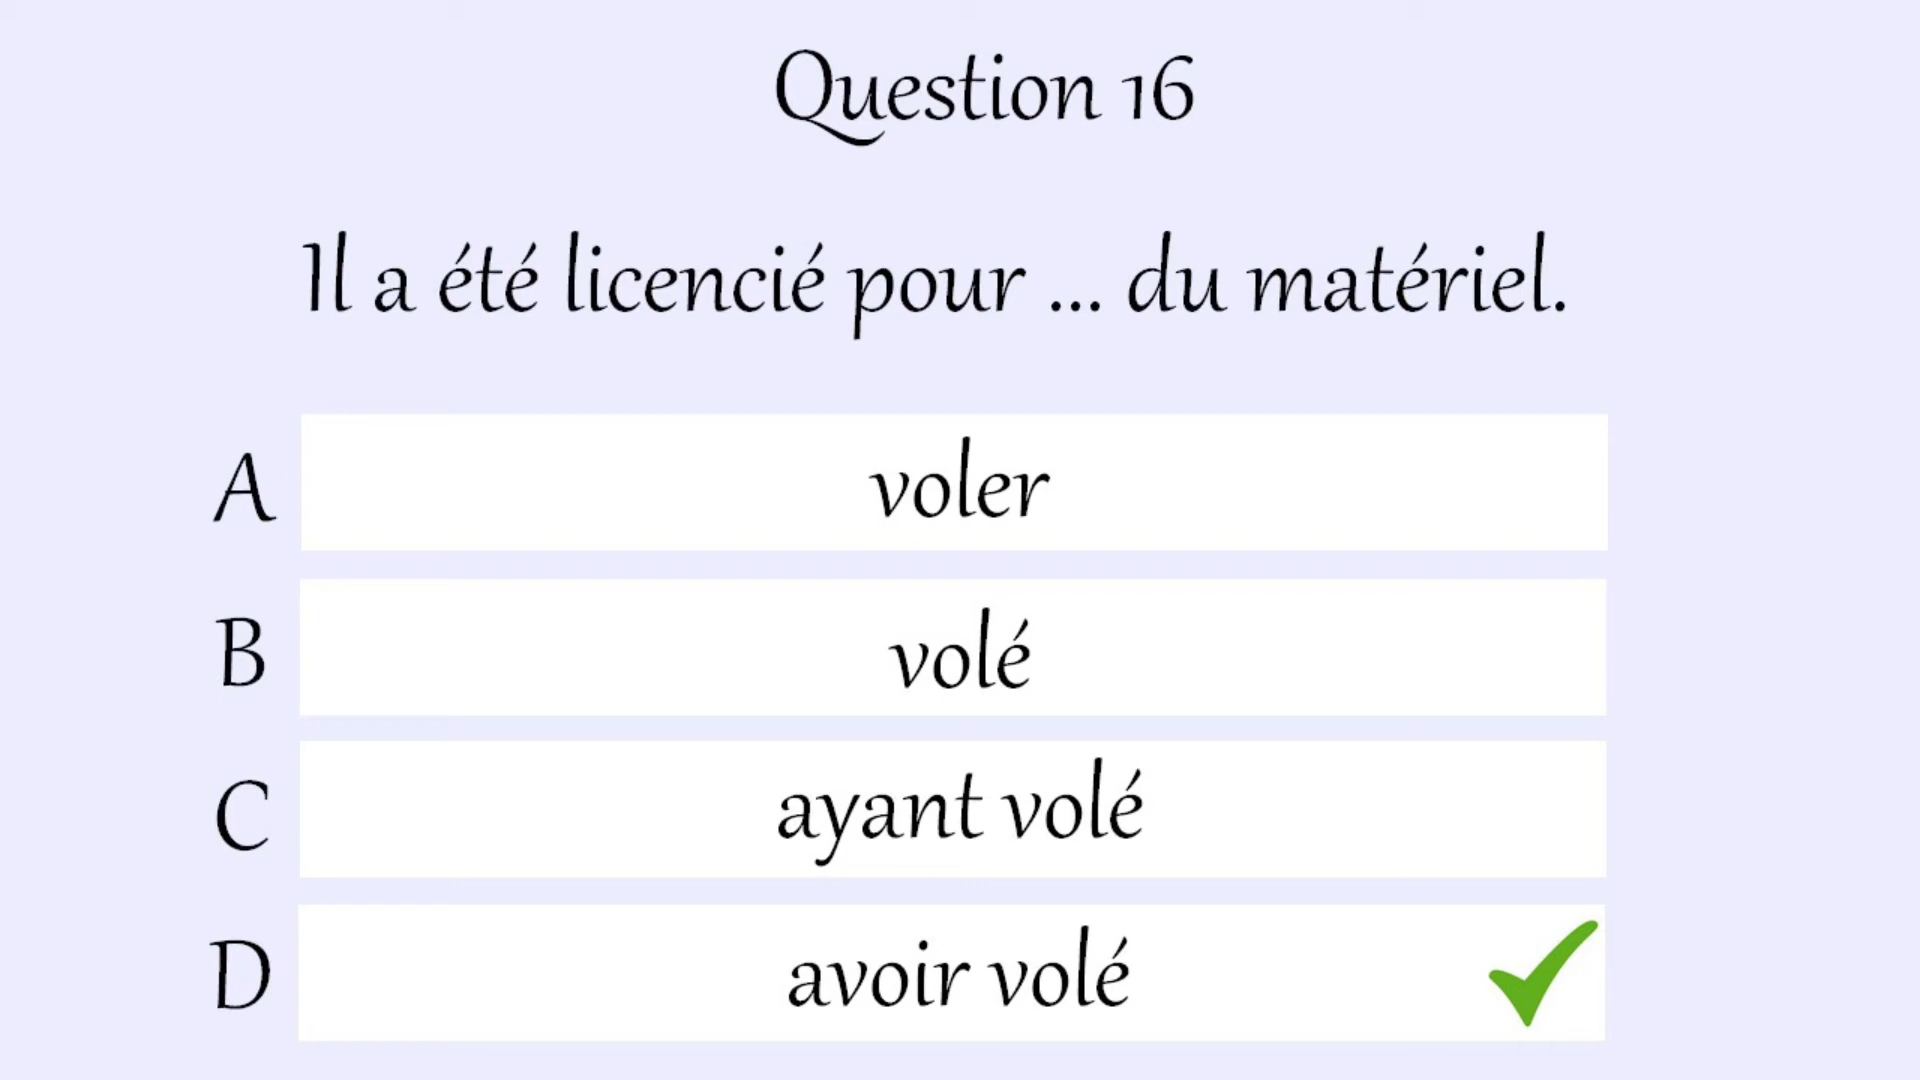 Question 16
Il a été licencié pour ... du matériel.
A voler
B volé
C ayant volé
D avoir volé